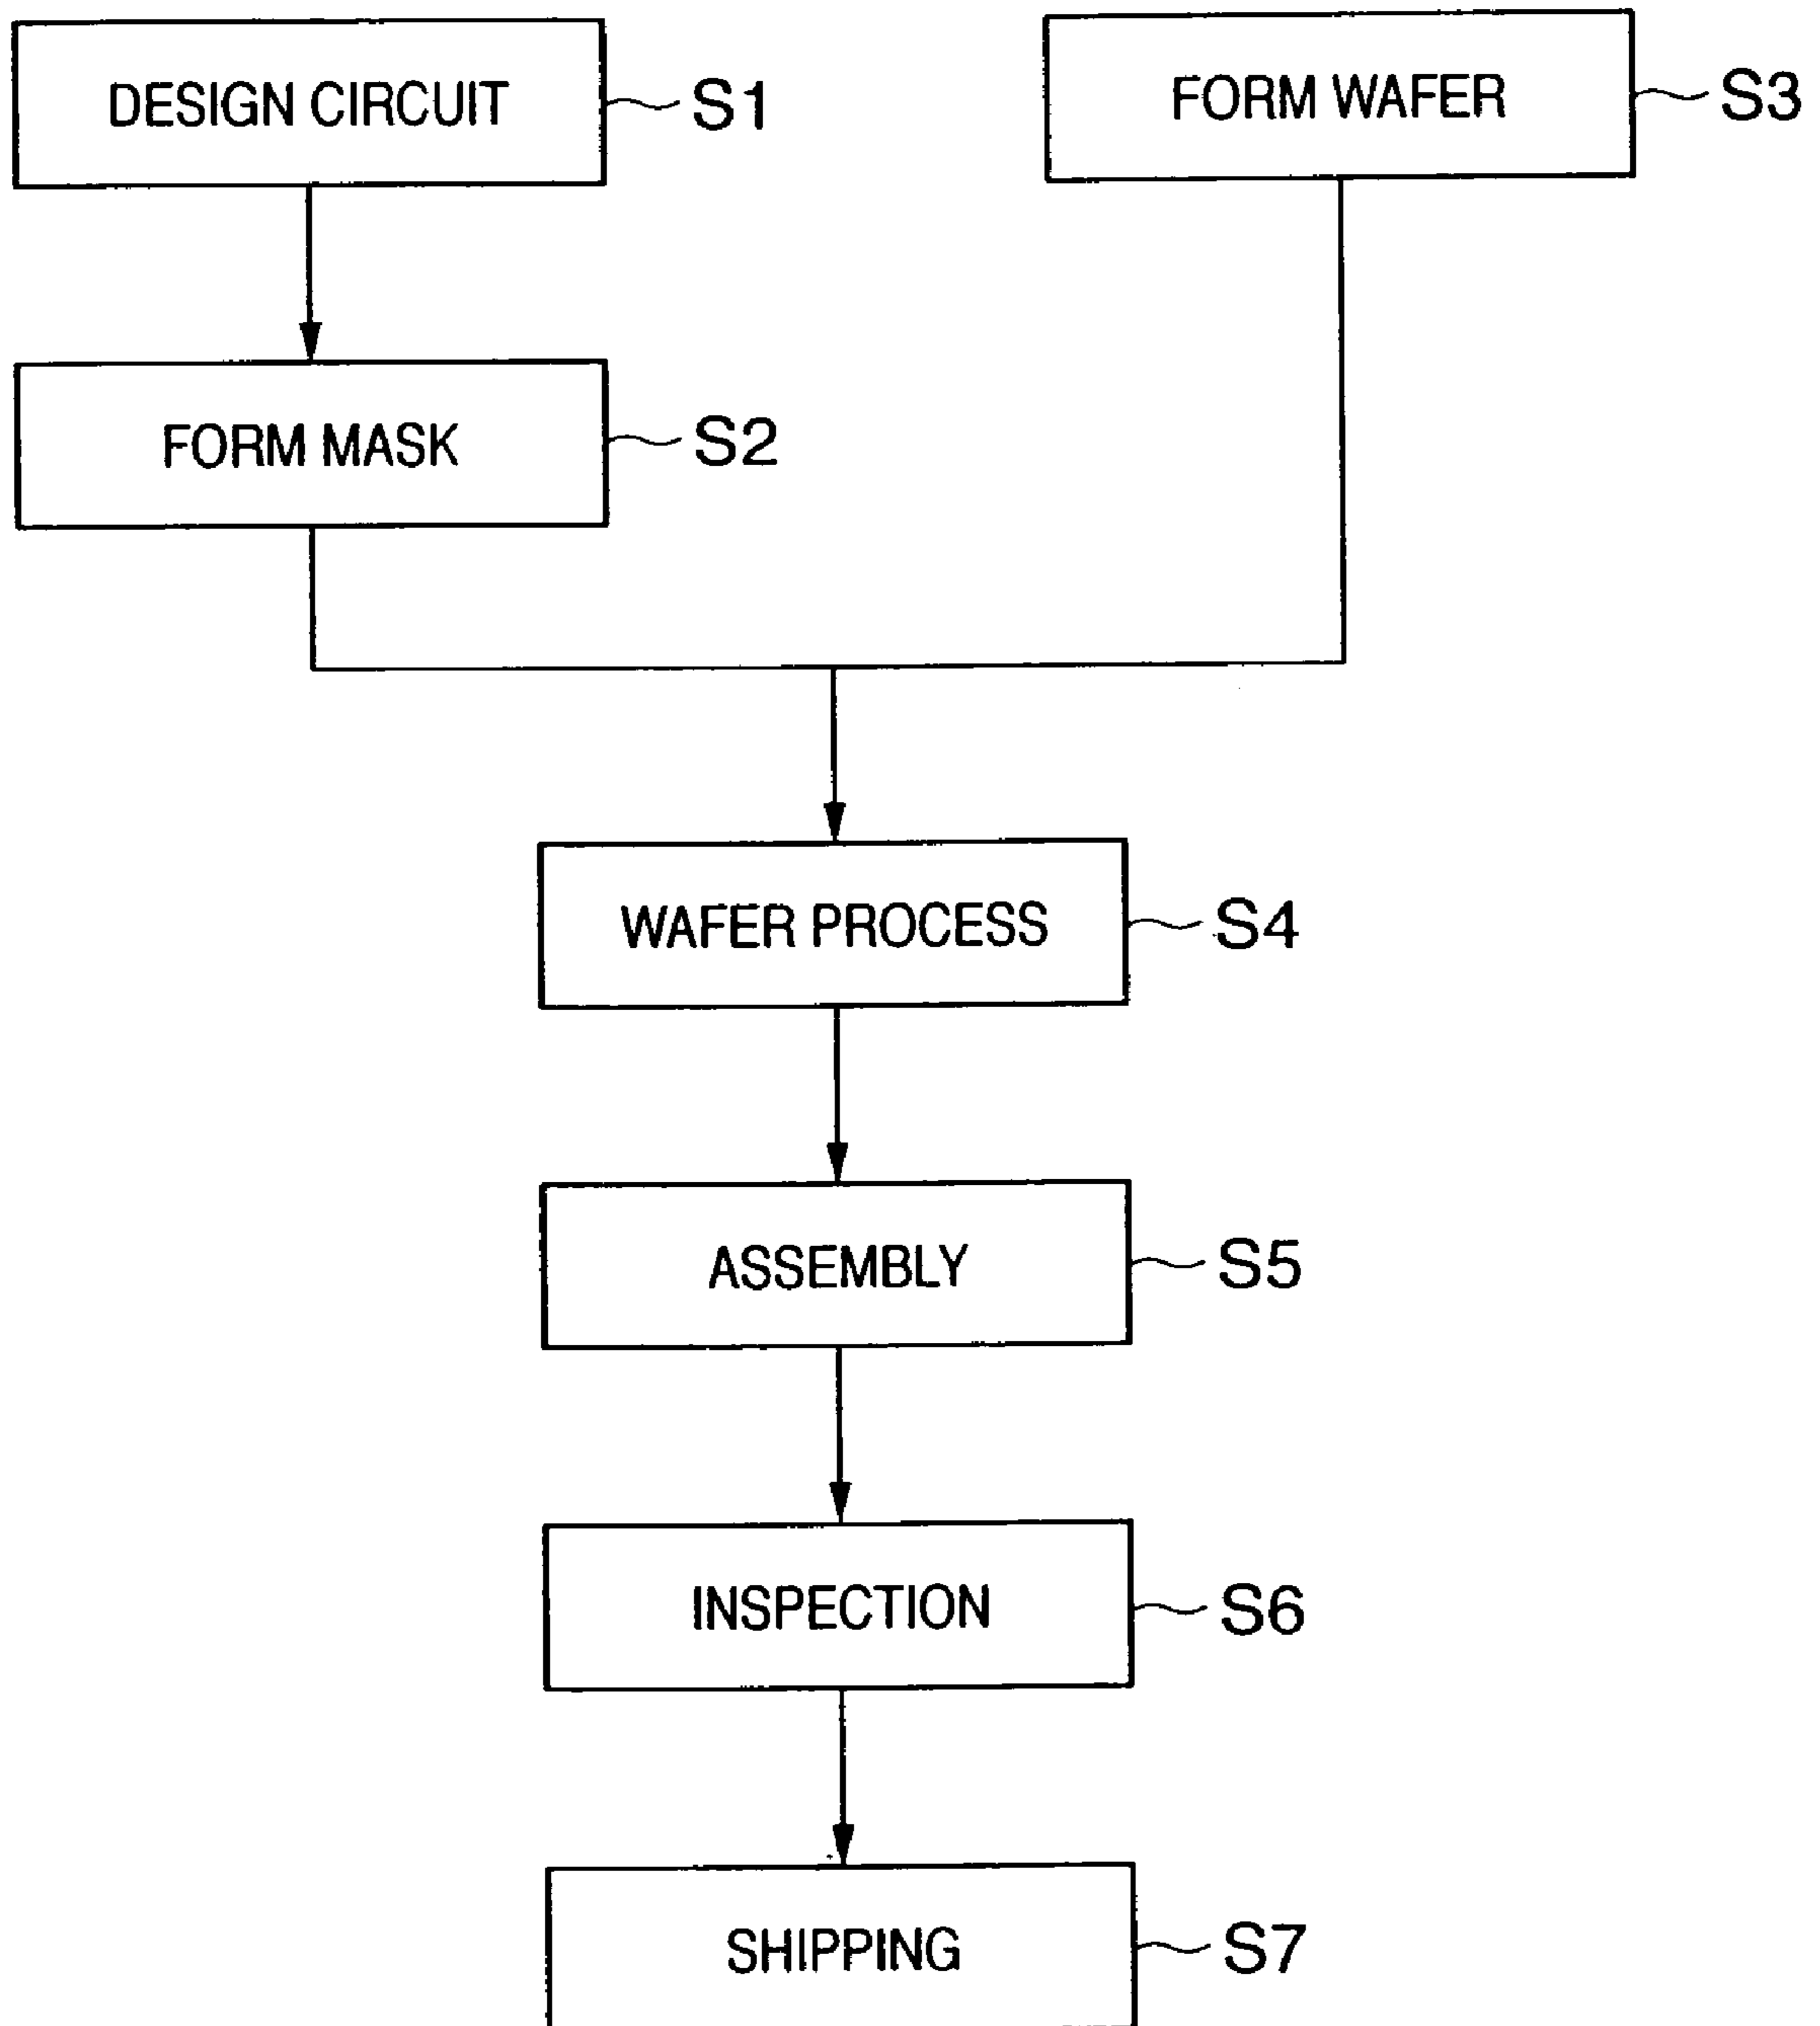 DESIGN CIRCUIT S1
FORM WAFER S3
FORM MASK S2
WAFER PROCESS S4
ASSEMBLY S5
INSPECTION S6
SHIPPING S7